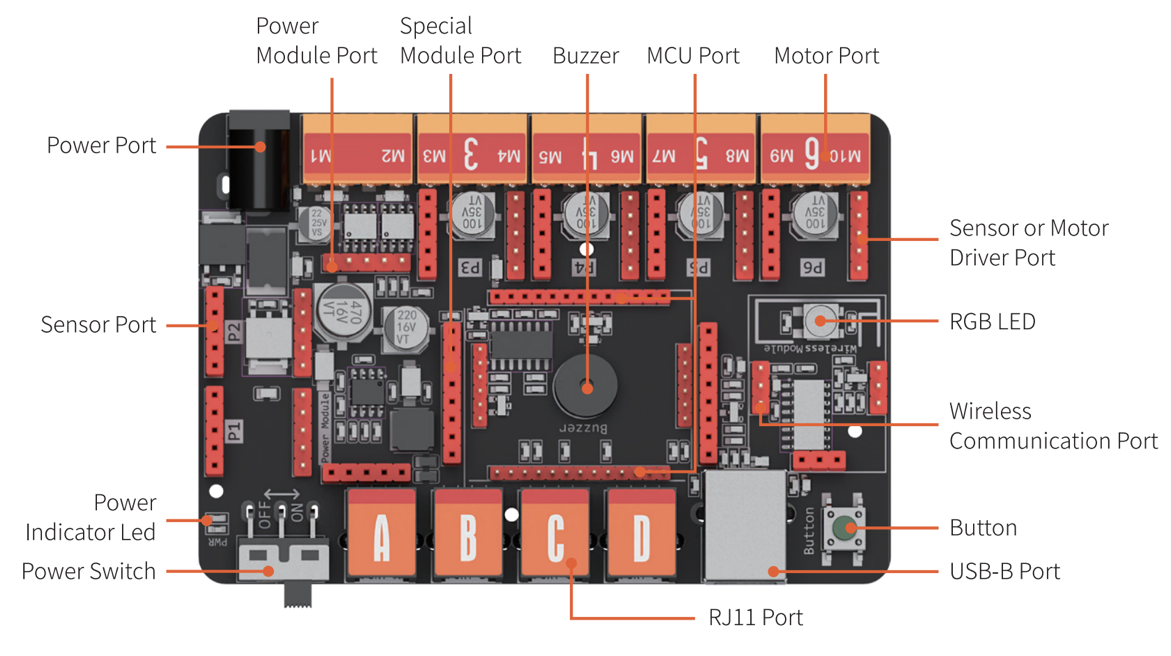 Power
Module Port
Special
Module Port
Buzzer
MCU Port
Motor Port
Power Port
M1
M2
M3
3
M4
M5
4
M6
M7
5
M8
M9
6
M10
22
25V
VS
100
35V
VT
100
35V
VT
100
35V
VT
100
35V
VT
Sensor or Motor
Driver Port
P3
P4
P5
P6
470
16V
VT
220
16V
VT
Sensor Port
P2
RGB LED
Wireless Module
P1
Power Module
Buzzer
Wireless
Communication Port
Power
Indicator Led
OFF
ON
PWR
A
B
C
D
Button
Button
Power Switch
USB-B Port
RJ11 Port